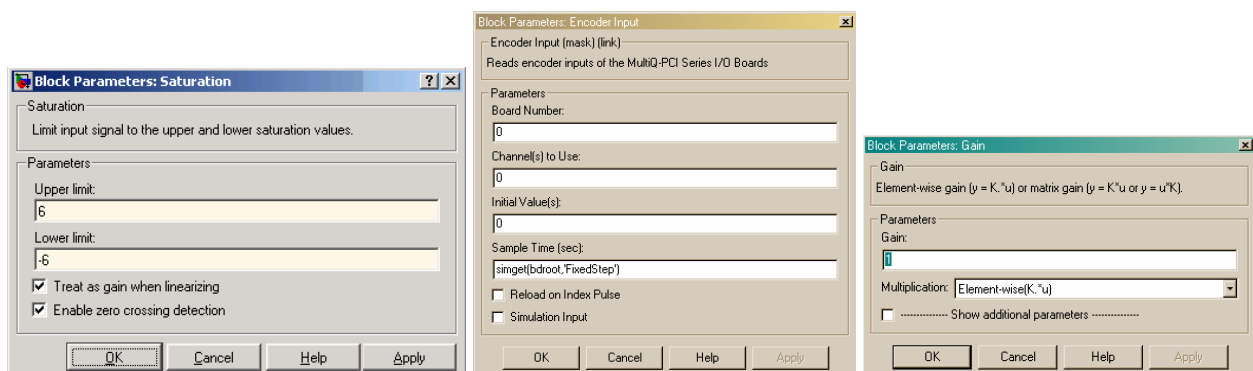 Block Parameters: Saturation
Saturation
Limit input signal to the upper and lower saturation values.
Parameters
Upper limit:
6
Lower limit:
-6
Treat as gain when linearizing
Enable zero crossing detection
OK Cancel Help Apply
Block Parameters: Encoder Input
Encoder Input (mask) (link)
Reads encoder inputs of the MultiQ-PCI Series I/O Boards
Parameters
Board Number:
0
Channel(s) to Use:
0
Initial Value(s):
0
Sample Time (sec):
simget(bdroot,'FixedStep')
Reload on Index Pulse
Simulation Input
OK Cancel Help Apply
Block Parameters: Gain
Gain
Element-wise gain (y = K.*u) or matrix gain (y = K*u or y = u*K).
Parameters
Gain:
1
Multiplication: Element-wise(K.*u)
--------------- Show additional parameters ---------------
OK Cancel Help Apply